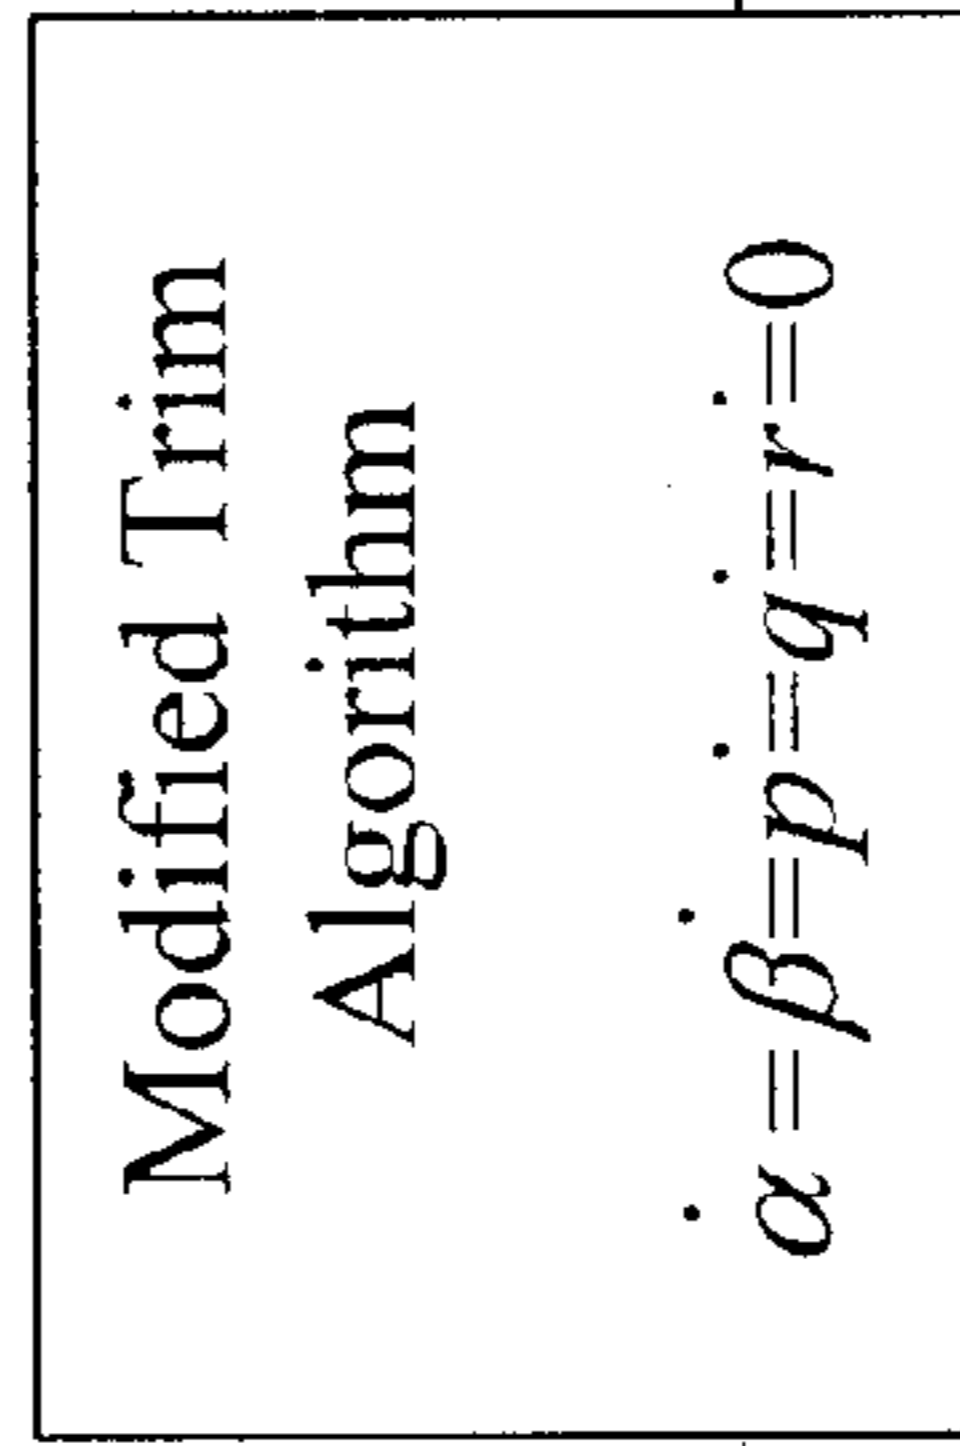 Modified Trim
Algorithm
α̇ = β̇ = ṗ = q̇ = ṙ = 0